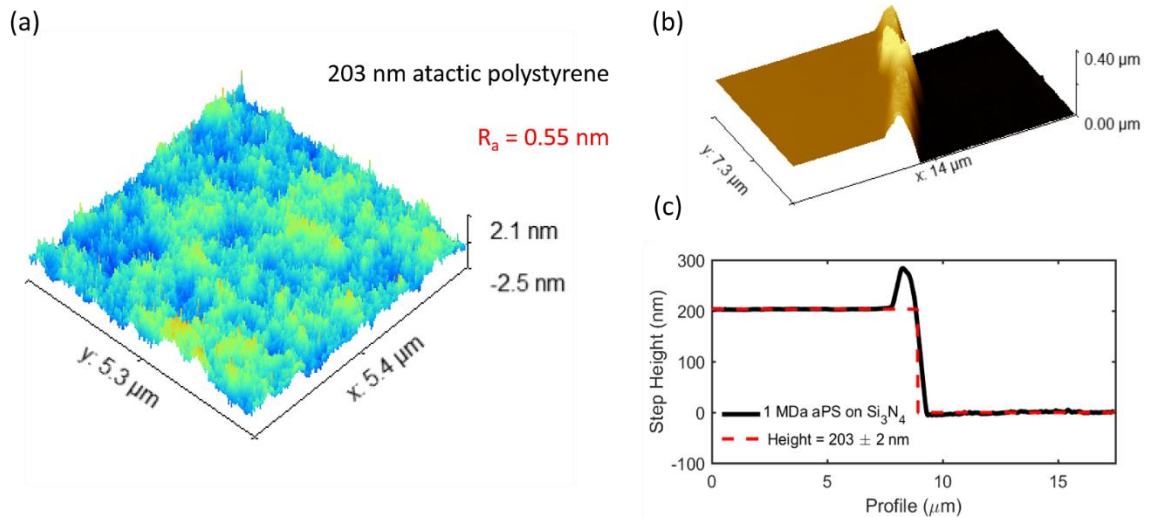 (a)
203 nm atactic polystyrene
Rₐ = 0.55 nm
2.1 nm
-2.5 nm
y: 5.3 µm
x: 5.4 µm
(b)
0.40 µm
0.00 µm
y: 7.3 µm
x: 14 µm
(c)
Step Height (nm)
300
200
100
0
-100
1 MDa aPS on Si₃N₄
Height = 203 ± 2 nm
0 5 10 15
Profile (µm)